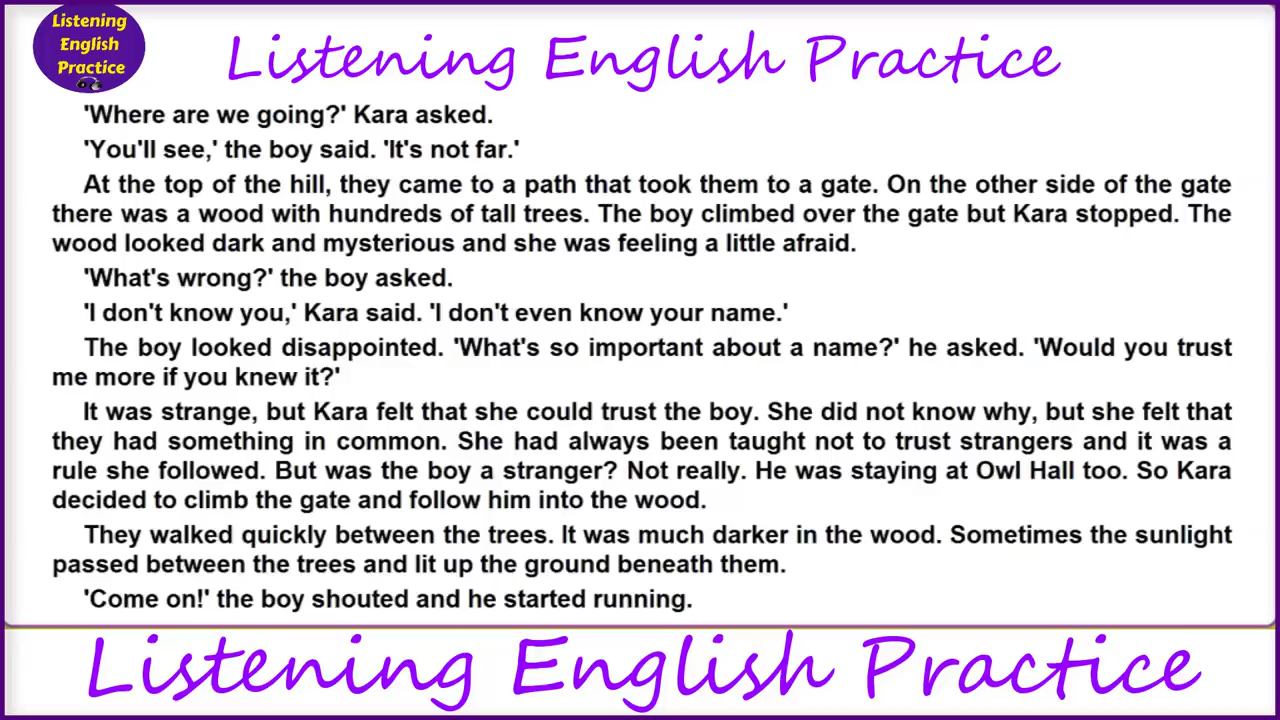 Listening
English
Practice
Listening English Practice
'Where are we going?' Kara asked.
'You'll see,' the boy said. 'It's not far.'
At the top of the hill, they came to a path that took them to a gate. On the other side of the gate
there was a wood with hundreds of tall trees. The boy climbed over the gate but Kara stopped. The
wood looked dark and mysterious and she was feeling a little afraid.
'What's wrong?' the boy asked.
'I don't know you,' Kara said. 'I don't even know your name.'
The boy looked disappointed. 'What's so important about a name?' he asked. 'Would you trust
me more if you knew it?'
It was strange, but Kara felt that she could trust the boy. She did not know why, but she felt that
they had something in common. She had always been taught not to trust strangers and it was a
rule she followed. But was the boy a stranger? Not really. He was staying at Owl Hall too. So Kara
decided to climb the gate and follow him into the wood.
They walked quickly between the trees. It was much darker in the wood. Sometimes the sunlight
passed between the trees and lit up the ground beneath them.
'Come on!' the boy shouted and he started running.
Listening English Practice